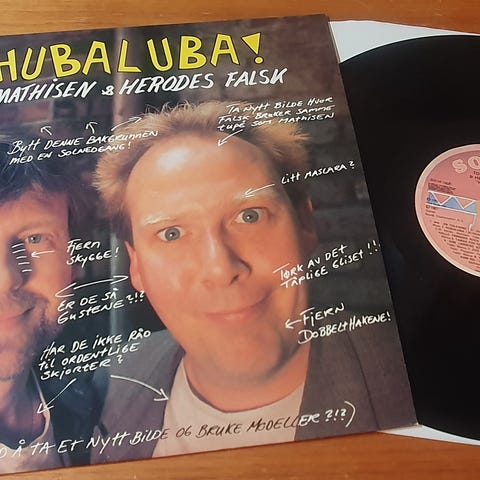 HUBALUBA!
MATHISEN & HERODES FALSK
BYTT DENNE BAKGRUNNEN
MED EN SOLNEDGANG!
TA NYTT BILDE HVOR
FALSK BRUKER SAMME
TUPÉ SOM MATHISEN
LITT MASCARA?
FJERN
SKYGGE!
ER DE SÅ
GUSTENE?!?
TØRK AV DET
TÅPLIGE GLISET!!
FJERN
DOBBELTHAKENE!
HAR DE IKKE RÅD
TIL ORDENTLIGE
SKJORTER?
D Å TA ET NYTT BILDE OG BRUKE MODELLER?!?)
SO